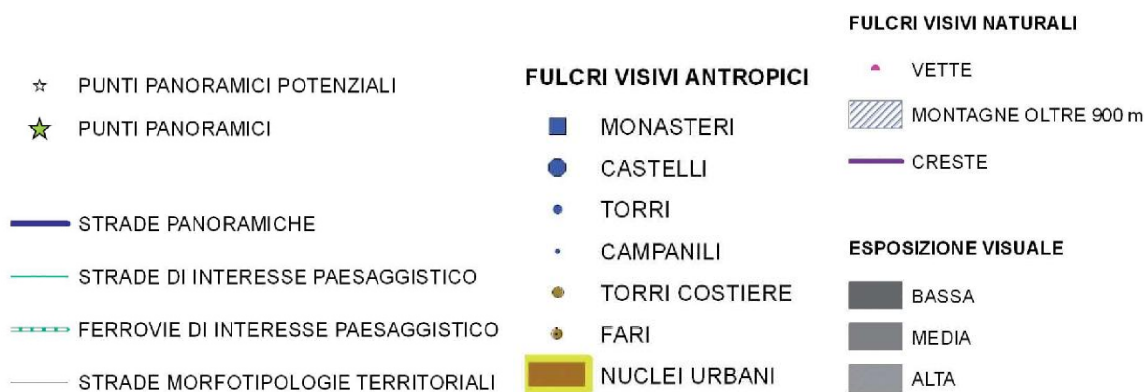 PUNTI PANORAMICI POTENZIALI
PUNTI PANORAMICI
STRADE PANORAMICHE
STRADE DI INTERESSE PAESAGGISTICO
FERROVIE DI INTERESSE PAESAGGISTICO
STRADE MORFOTIPOLOGIE TERRITORIALI
FULCRI VISIVI ANTROPICI
MONASTERI
CASTELLI
TORRI
CAMPANILI
TORRI COSTIERE
FARI
NUCLEI URBANI
FULCRI VISIVI NATURALI
VETTE
MONTAGNE OLTRE 900 m
CRESTE
ESPOSIZIONE VISUALE
BASSA
MEDIA
ALTA